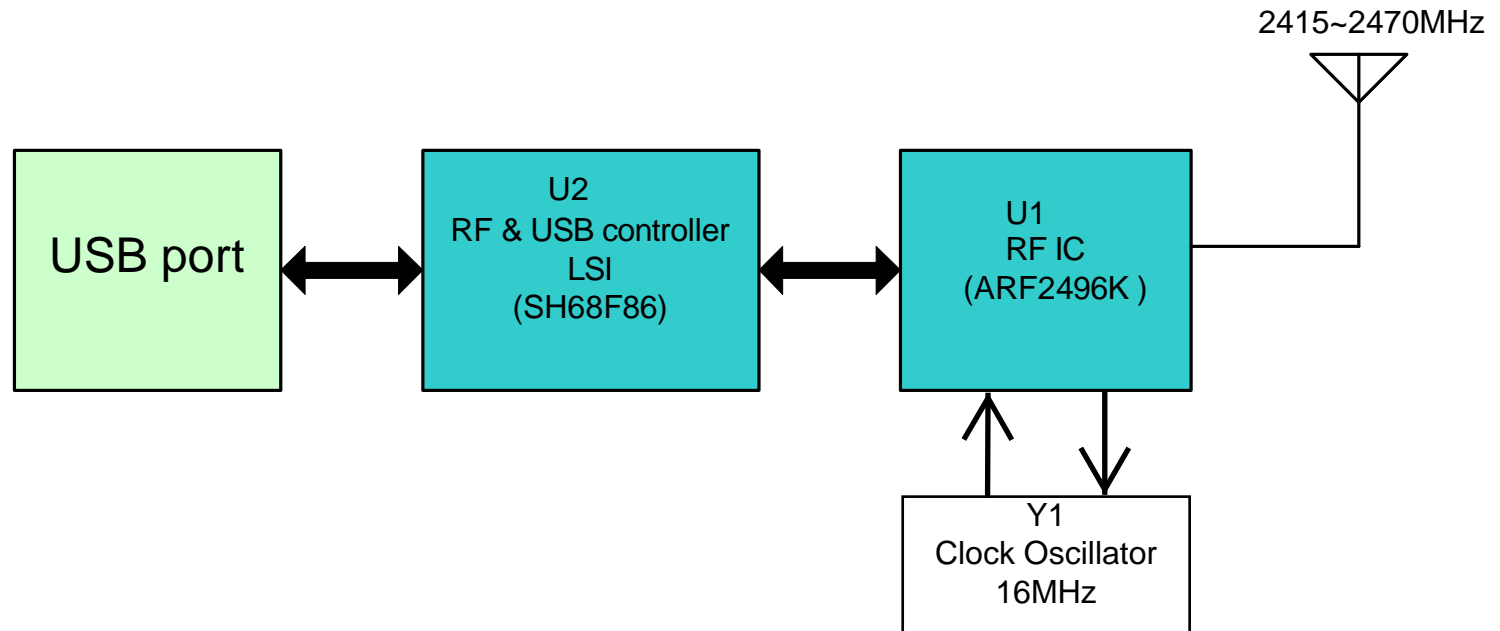 2415~2470MHz
USB port
U2
RF & USB controller
LSI
(SH68F86)
U1
RF IC
(ARF2496K )
Y1
Clock Oscillator
16MHz